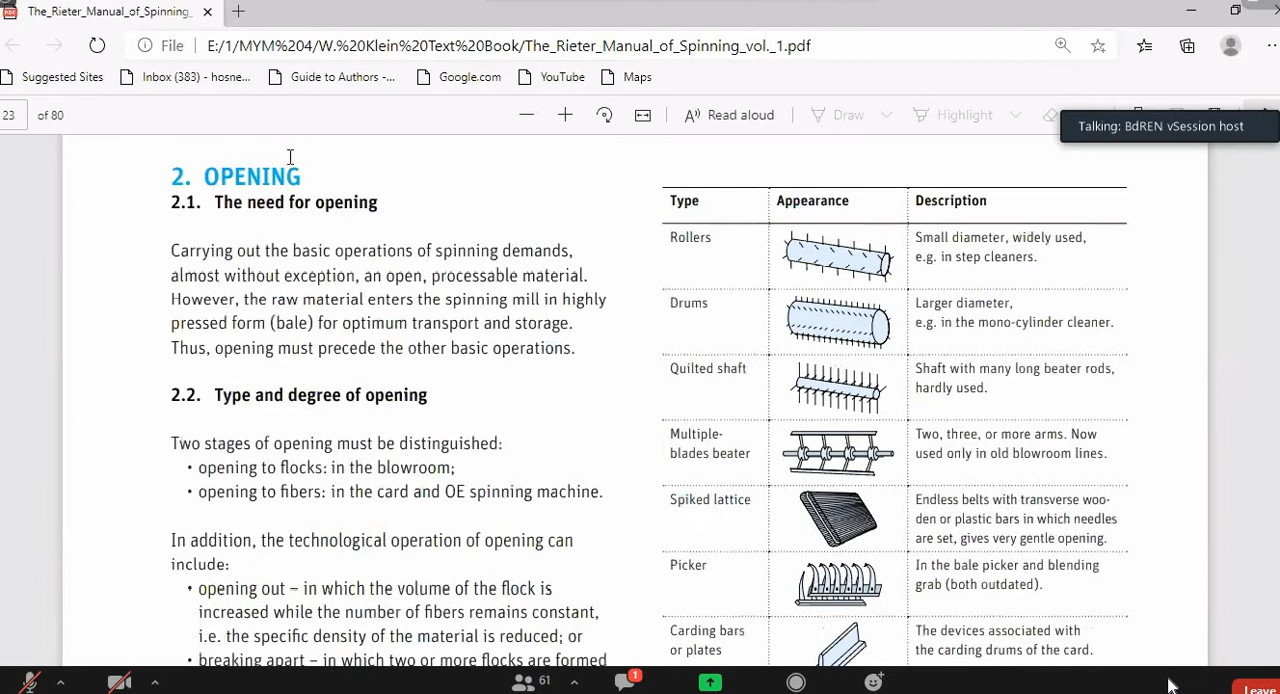 The_Rieter_Manual_of_Spinning_
File
E:/1/MYM%204/W.%20Klein%20Text%20Book/The_Rieter_Manual_of_Spinning_vol._1.pdf
Suggested Sites
Inbox (383) - hosne...
Guide to Authors -...
Google.com
YouTube
Maps
23 of 80
Read aloud
Draw
Highlight
Talking: BdREN vSession host
2. OPENING
2.1. The need for opening
Carrying out the basic operations of spinning demands,
almost without exception, an open, processable material.
However, the raw material enters the spinning mill in highly
pressed form (bale) for optimum transport and storage.
Thus, opening must precede the other basic operations.
2.2. Type and degree of opening
Two stages of opening must be distinguished:
• opening to flocks: in the blowroom;
• opening to fibers: in the card and OE spinning machine.
In addition, the technological operation of opening can
include:
• opening out – in which the volume of the flock is
increased while the number of fibers remains constant,
i.e. the specific density of the material is reduced; or
• breaking apart – in which two or more flocks are formed
Type Appearance Description
Rollers
Small diameter, widely used,
e.g. in step cleaners.
Drums
Larger diameter,
e.g. in the mono-cylinder cleaner.
Quilted shaft
Shaft with many long beater rods,
hardly used.
Multiple-
blades beater
Two, three, or more arms. Now
used only in old blowroom lines.
Spiked lattice
Endless belts with transverse woo-
den or plastic bars in which needles
are set, gives very gentle opening.
Picker
In the bale picker and blending
grab (both outdated).
Carding bars
or plates
The devices associated with
the carding drums of the card.
61
1
Leave